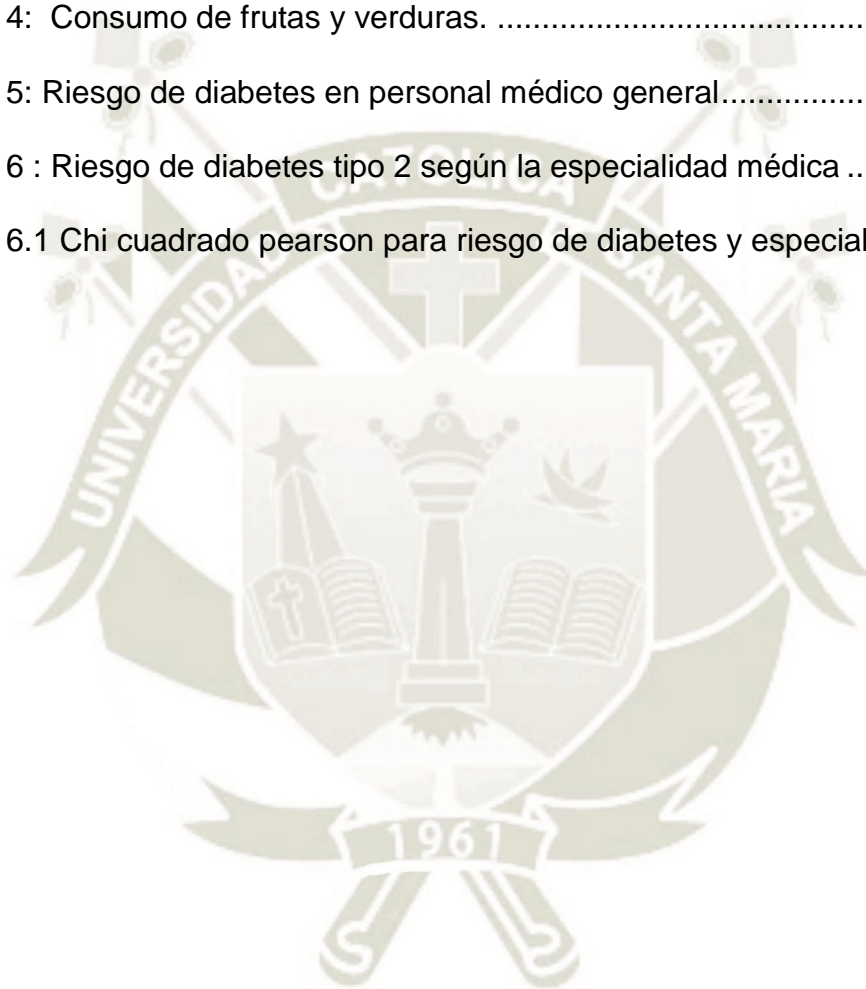 4:  Consumo de frutas y verduras. ..........................................
5: Riesgo de diabetes en personal médico general................
6 : Riesgo de diabetes tipo 2 según la especialidad médica ..
6.1 Chi cuadrado pearson para riesgo de diabetes y especial
UNIVERSIDAD CATOLICA SANTA MARIA
1961